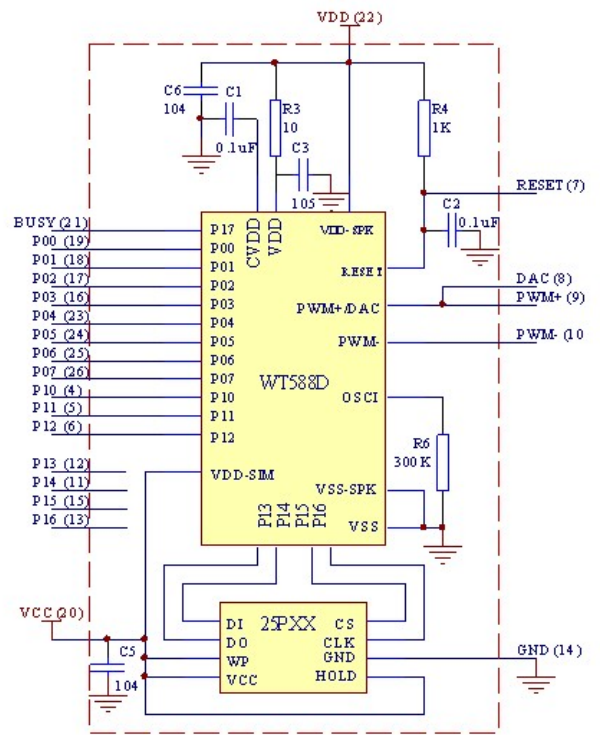 VDD (22)
C6
104
C1
0.1uF
R3
10
C3
105
R4
1K
RESET (7)
C2
0.1uF
BUSY (21)
P00 (19)
P01 (18)
P02 (17)
P03 (16)
P04 (23)
P05 (24)
P06 (25)
P07 (26)
P10 (4)
P11 (5)
P12 (6)
P13 (12)
P14 (11)
P15 (15)
P16 (13)
P17
P00
P01
P02
P03
P04
P05
P06
P07
P10
P11
P12
VDD-SIM
CVDD
VDD
VDD-SPK
RESET
PWM+/DAC
PWM-
WT588D
OSCI
VSS-SPK
VSS
P13
P14
P15
P16
DAC (8)
PWM+ (9)
PWM- (10
R6
300 K
VCC (20)
C5
104
25PXX
DI
DO
WP
VCC
CS
CLK
GND
HOLD
GND (14)